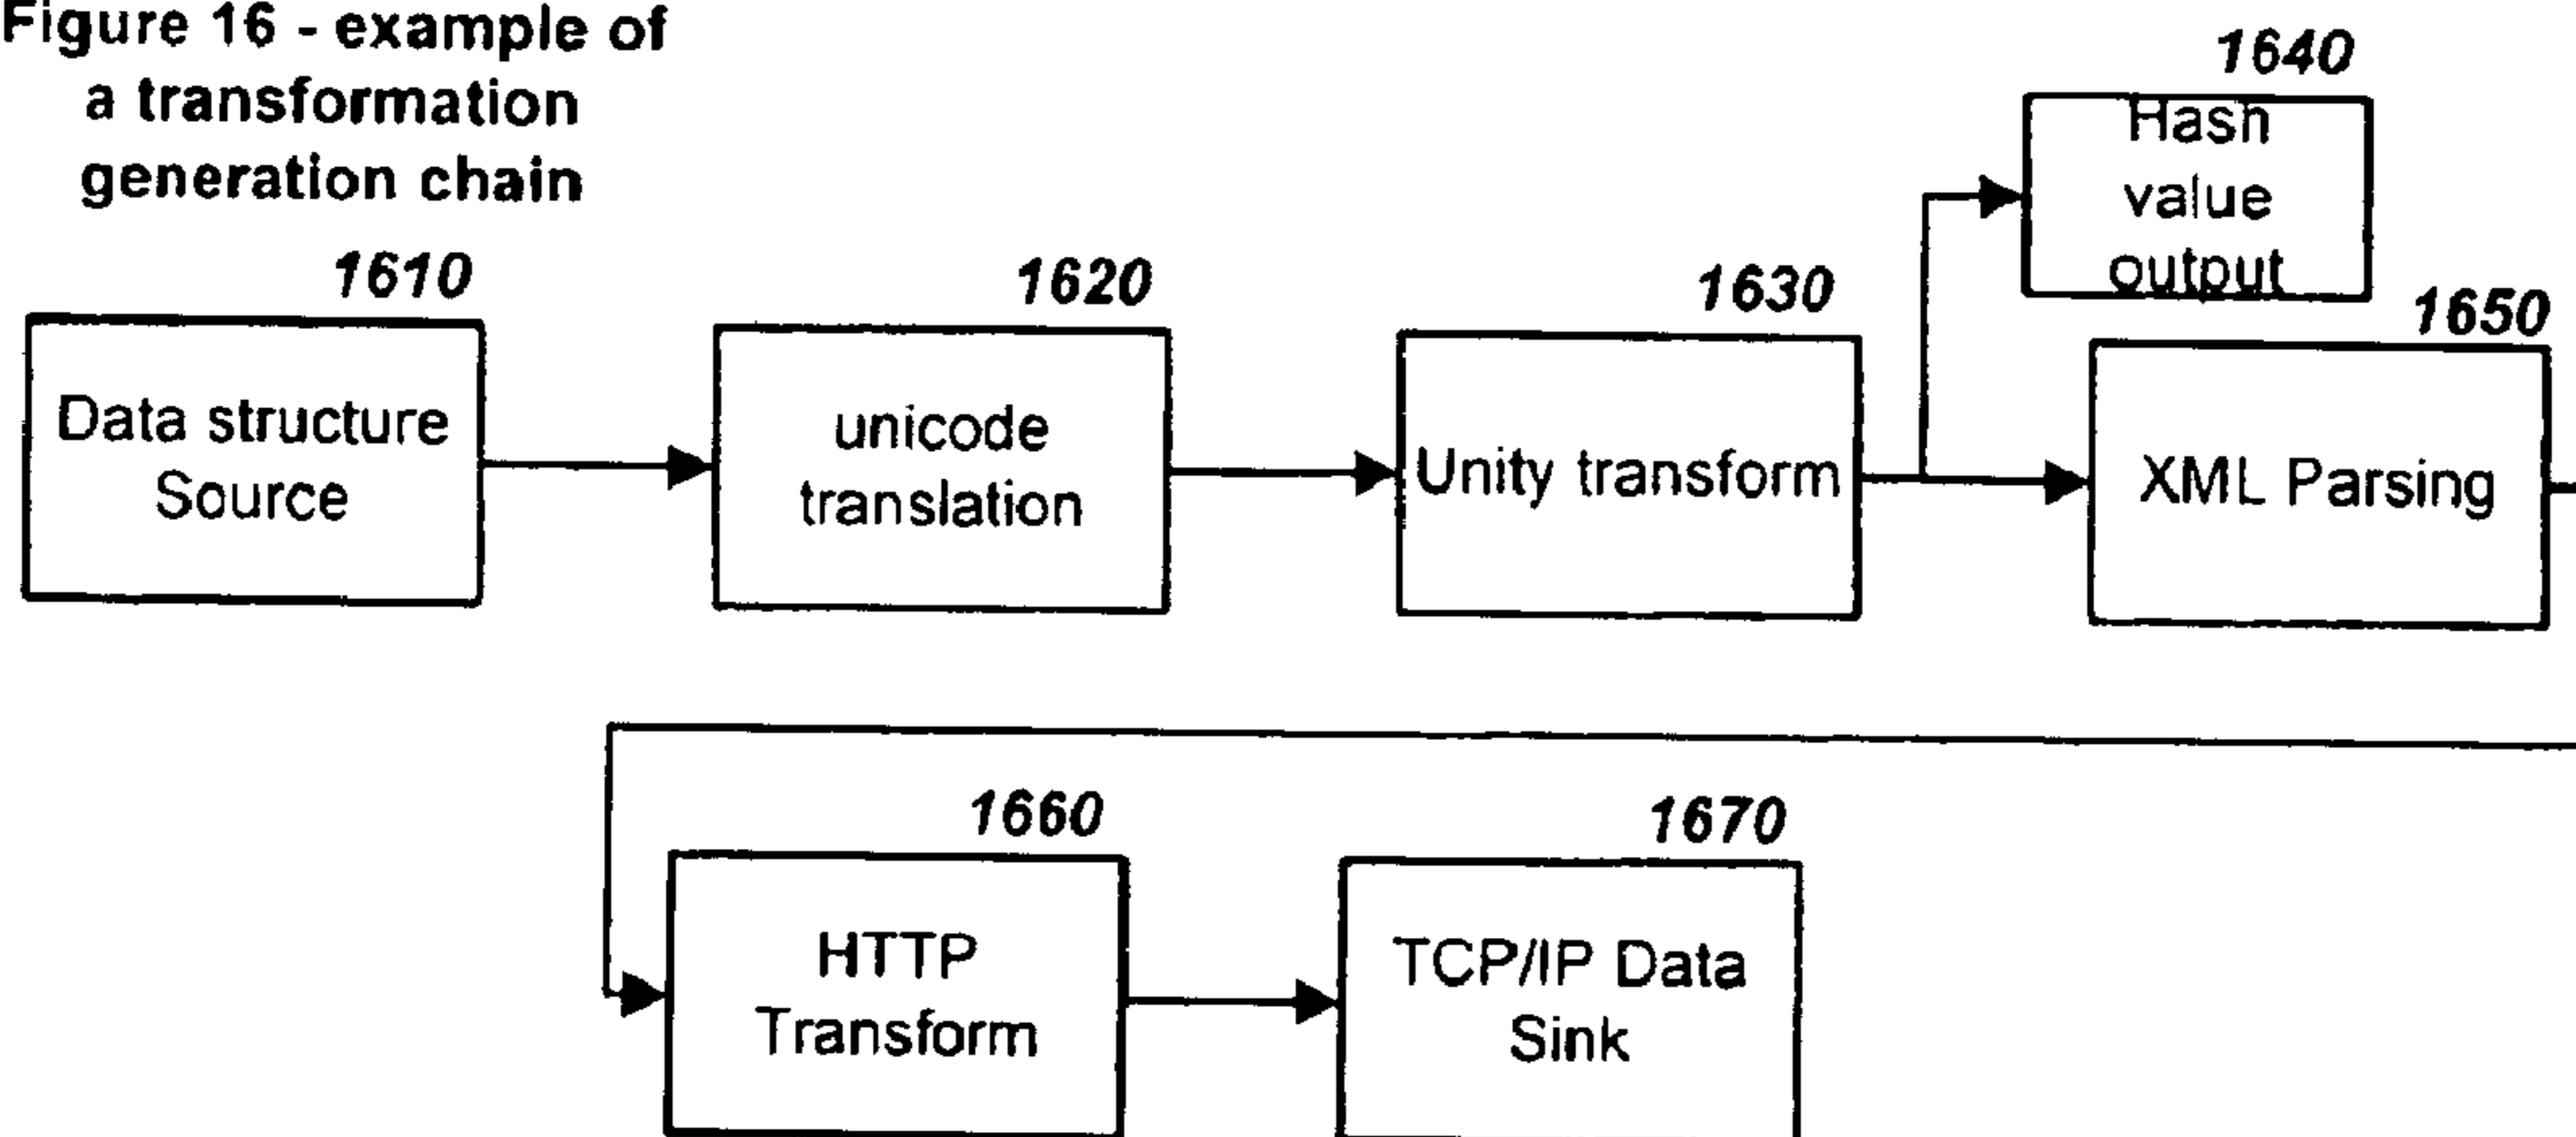 Figure 16 - example of
a transformation
generation chain
1610
Data structure
Source
1620
unicode
translation
1630
Unity transform
1640
Hash
value
output
1650
XML Parsing
1660
HTTP
Transform
1670
TCP/IP Data
Sink